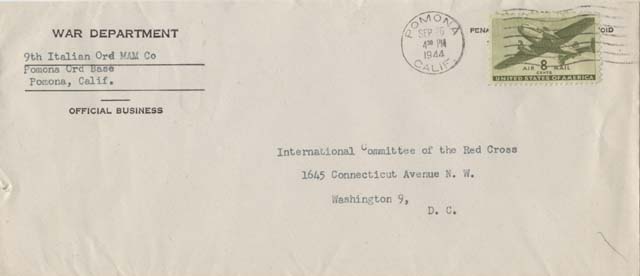 WAR DEPARTMENT
9th Italian Ord MAM Co
Pomona Ord Base
Pomona, Calif.
OFFICIAL BUSINESS
POMONA
SEP
4 PM
1944
CALIF.
AIR MAIL
8
CENTS
UNITED STATES OF AMERICA
International Committee of the Red Cross
1645 Connecticut Avenue N. W.
Washington 9,
D. C.